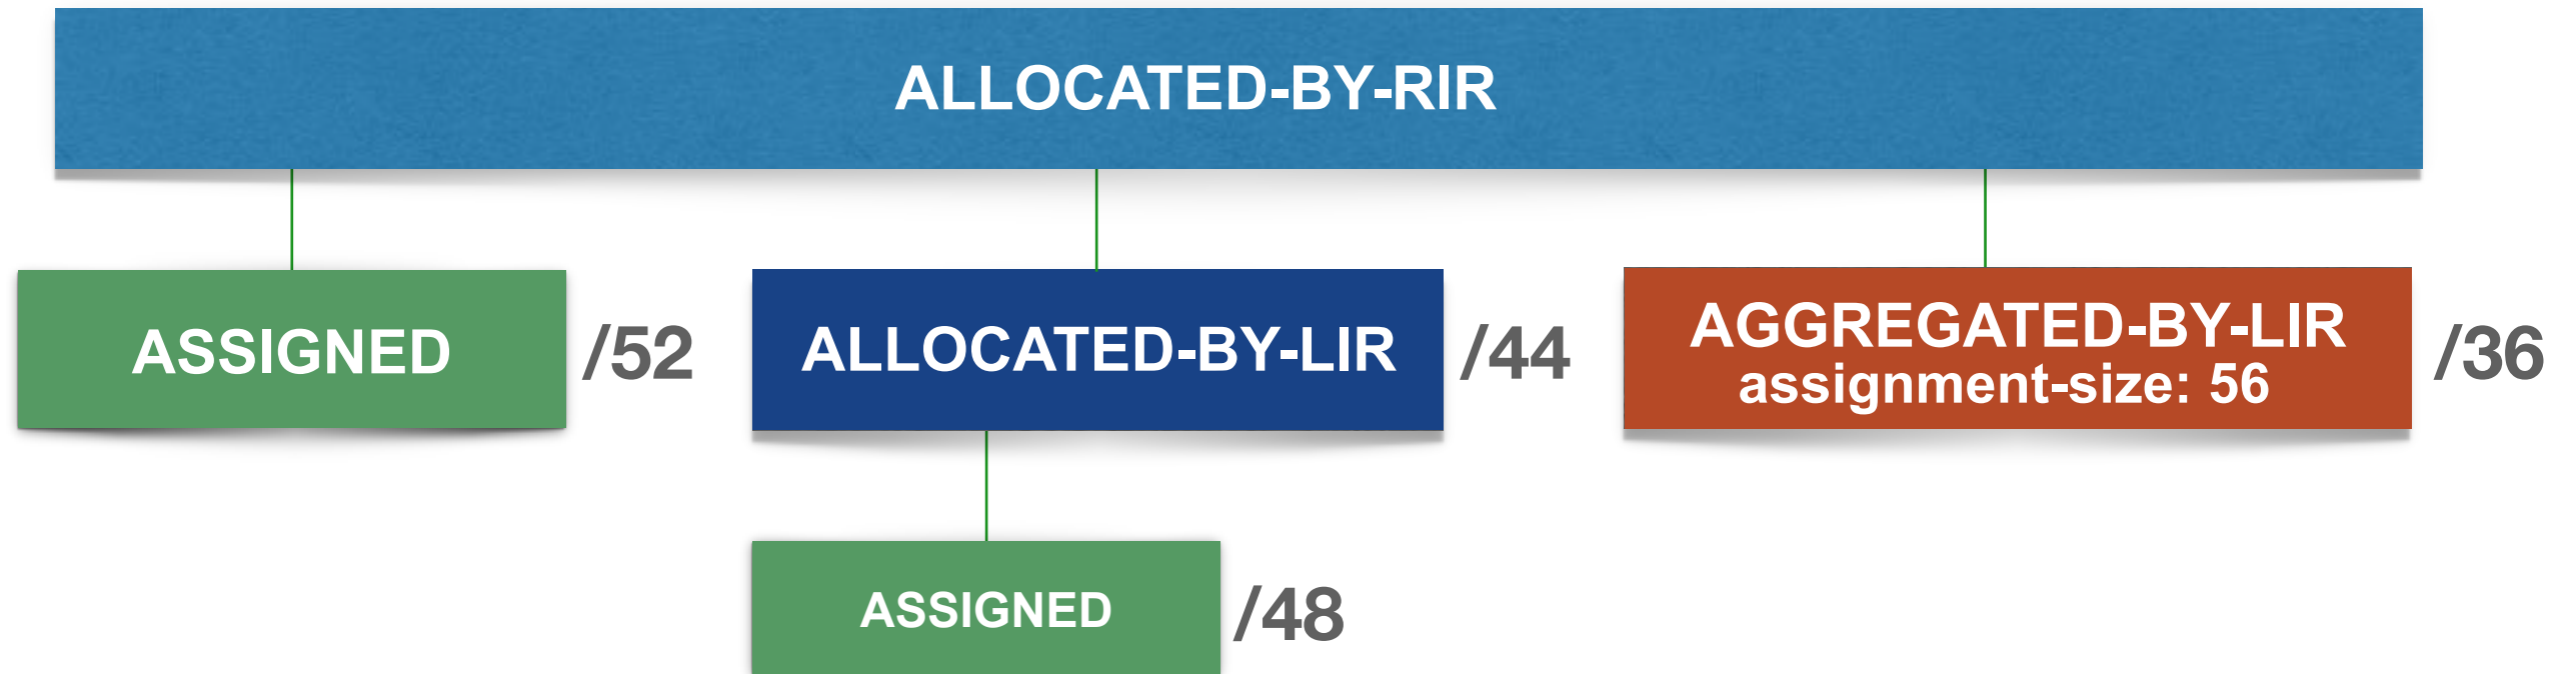 ALLOCATED-BY-RIR
ASSIGNED
/52
ALLOCATED-BY-LIR
/44
AGGREGATED-BY-LIR
assignment-size: 56
/36
ASSIGNED
/48